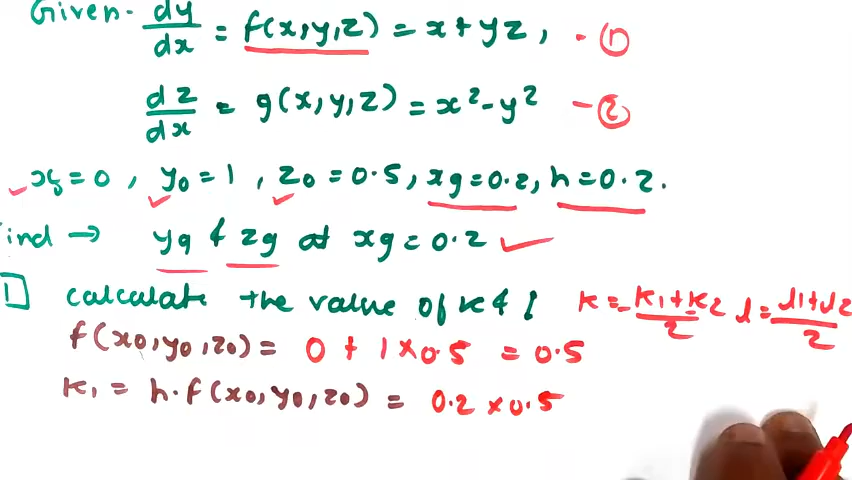 Given. dy/dx = f(x,y,z) = x + yz, - ①
dz/dx = g(x,y,z) = x² - y² - ②
x0 = 0, y0 = 1, z0 = 0.5, xg = 0.2, h = 0.2.
ind → yg & zg at xg = 0.2
1 calculate the value of k & l k = k1+k2/2 l = l1+l2/2
f(x0,y0,z0) = 0 + 1 × 0.5 = 0.5
k1 = h.f(x0,y0,z0) = 0.2 × 0.5